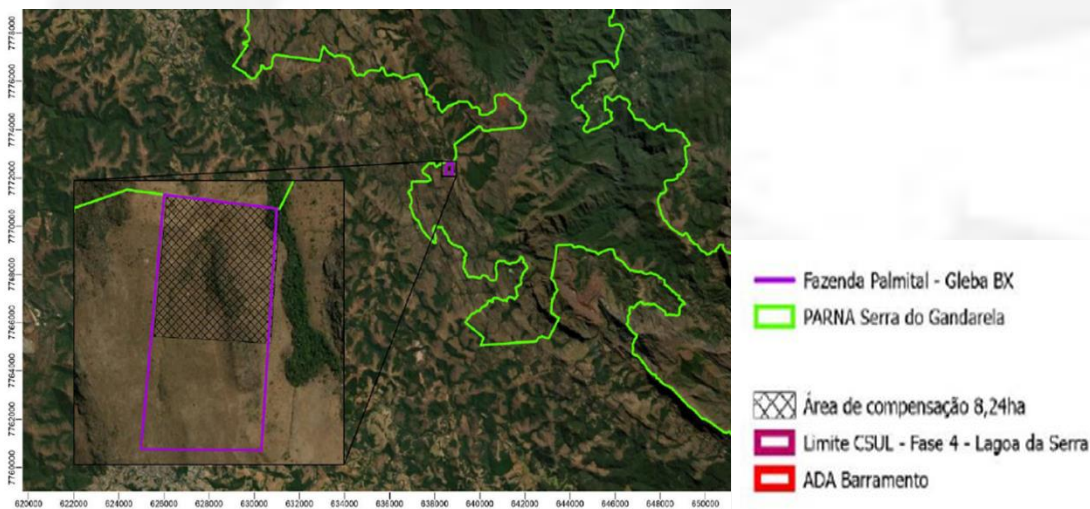 7778000
7776000
7774000
7772000
7770000
7768000
7766000
7764000
7762000
7760000
620000 622000 624000 626000 628000 630000 632000 634000 636000 638000 640000 642000 644000 646000 648000 650000
Fazenda Palmital - Gleba BX
PARNA Serra do Gandarela
Área de compensação 8,24ha
Limite CSUL - Fase 4 - Lagoa da Serra
ADA Barramento